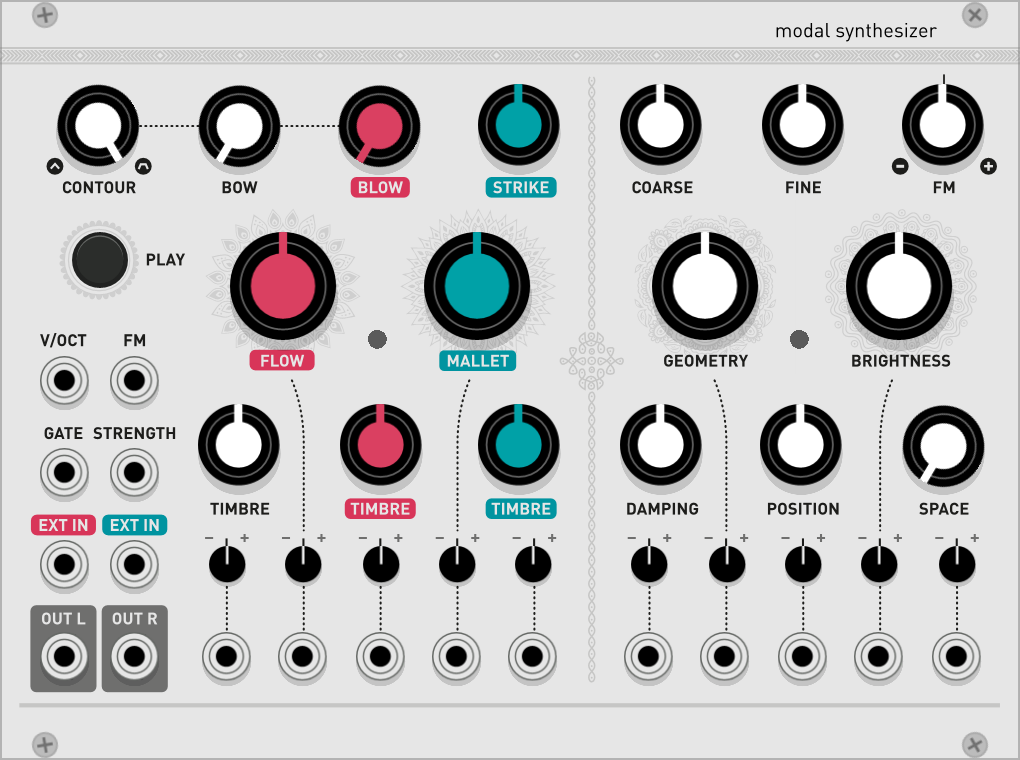 modal synthesizer
CONTOUR BOW BLOW STRIKE COARSE FINE FM
PLAY
V/OCT FM
FLOW MALLET GEOMETRY BRIGHTNESS
GATE STRENGTH
TIMBRE TIMBRE TIMBRE DAMPING POSITION SPACE
EXT IN EXT IN
− + − + − + − + − + − + − + − + − + − +
OUT L OUT R